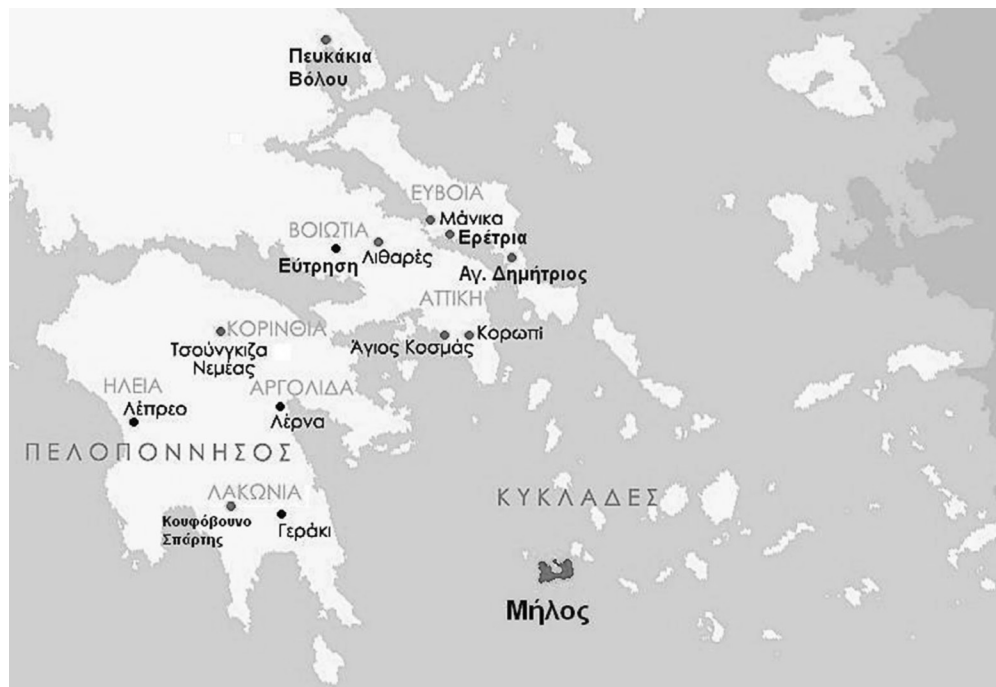 Πευκάκια
Βόλου
ΕΥΒΟΙΑ
Μάνικα
ΒΟΙΩΤΙΑ
Ερέτρια
Λιθαρές
Εύτρηση
Αγ. Δημήτριος
ΑΤΤΙΚΗ
ΚΟΡΙΝΘΙΑ
Κορωπί
Άγιος Κοσμάς
Τσούνγκιζα
Νεμέας
ΗΛΕΙΑ
ΑΡΓΟΛΙΔΑ
Λέπρεο
Λέρνα
ΠΕΛΟΠΟΝΝΗΣΟΣ
ΛΑΚΩΝΙΑ
ΚΥΚΛΑΔΕΣ
Κουφόβουνο
Σπάρτης
Γεράκι
Μήλος